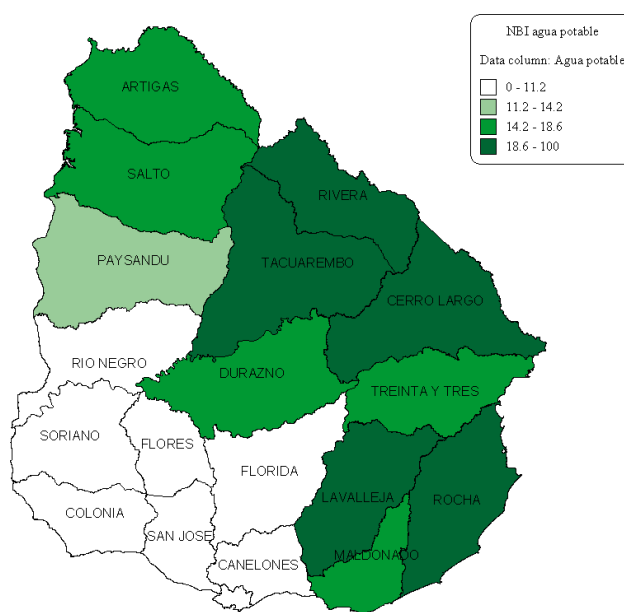 NBI agua potable
Data column: Agua potable
0 - 11.2
11.2 - 14.2
14.2 - 18.6
18.6 - 100
ARTIGAS
SALTO
RIVERA
PAYSANDU
TACUAREMBO
CERRO LARGO
RIO NEGRO
DURAZNO
TREINTA Y TRES
SORIANO
FLORES
FLORIDA
LAVALLEJA
ROCHA
COLONIA
SAN JOSE
MALDONADO
CANELONES